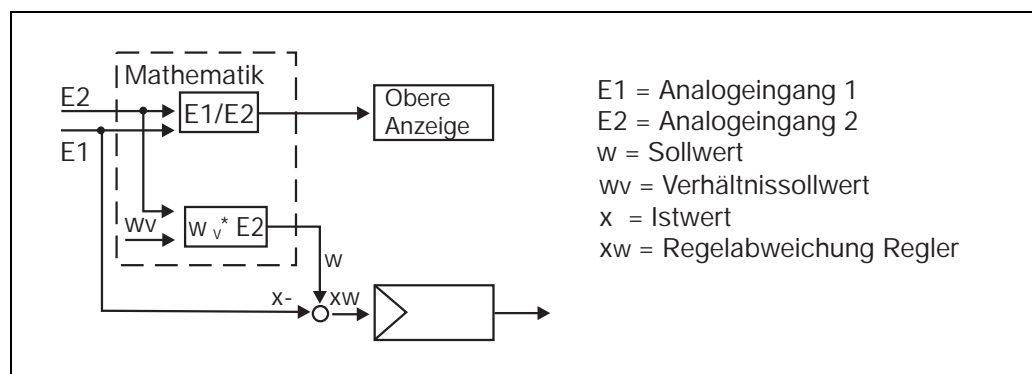 Mathematik
E2
E1/E2
Obere
Anzeige
E1
wv
w v* E2
w
x-
xw
E1 = Analogeingang 1
E2 = Analogeingang 2
w = Sollwert
wv = Verhältnissollwert
x = Istwert
xw = Regelabweichung Regler